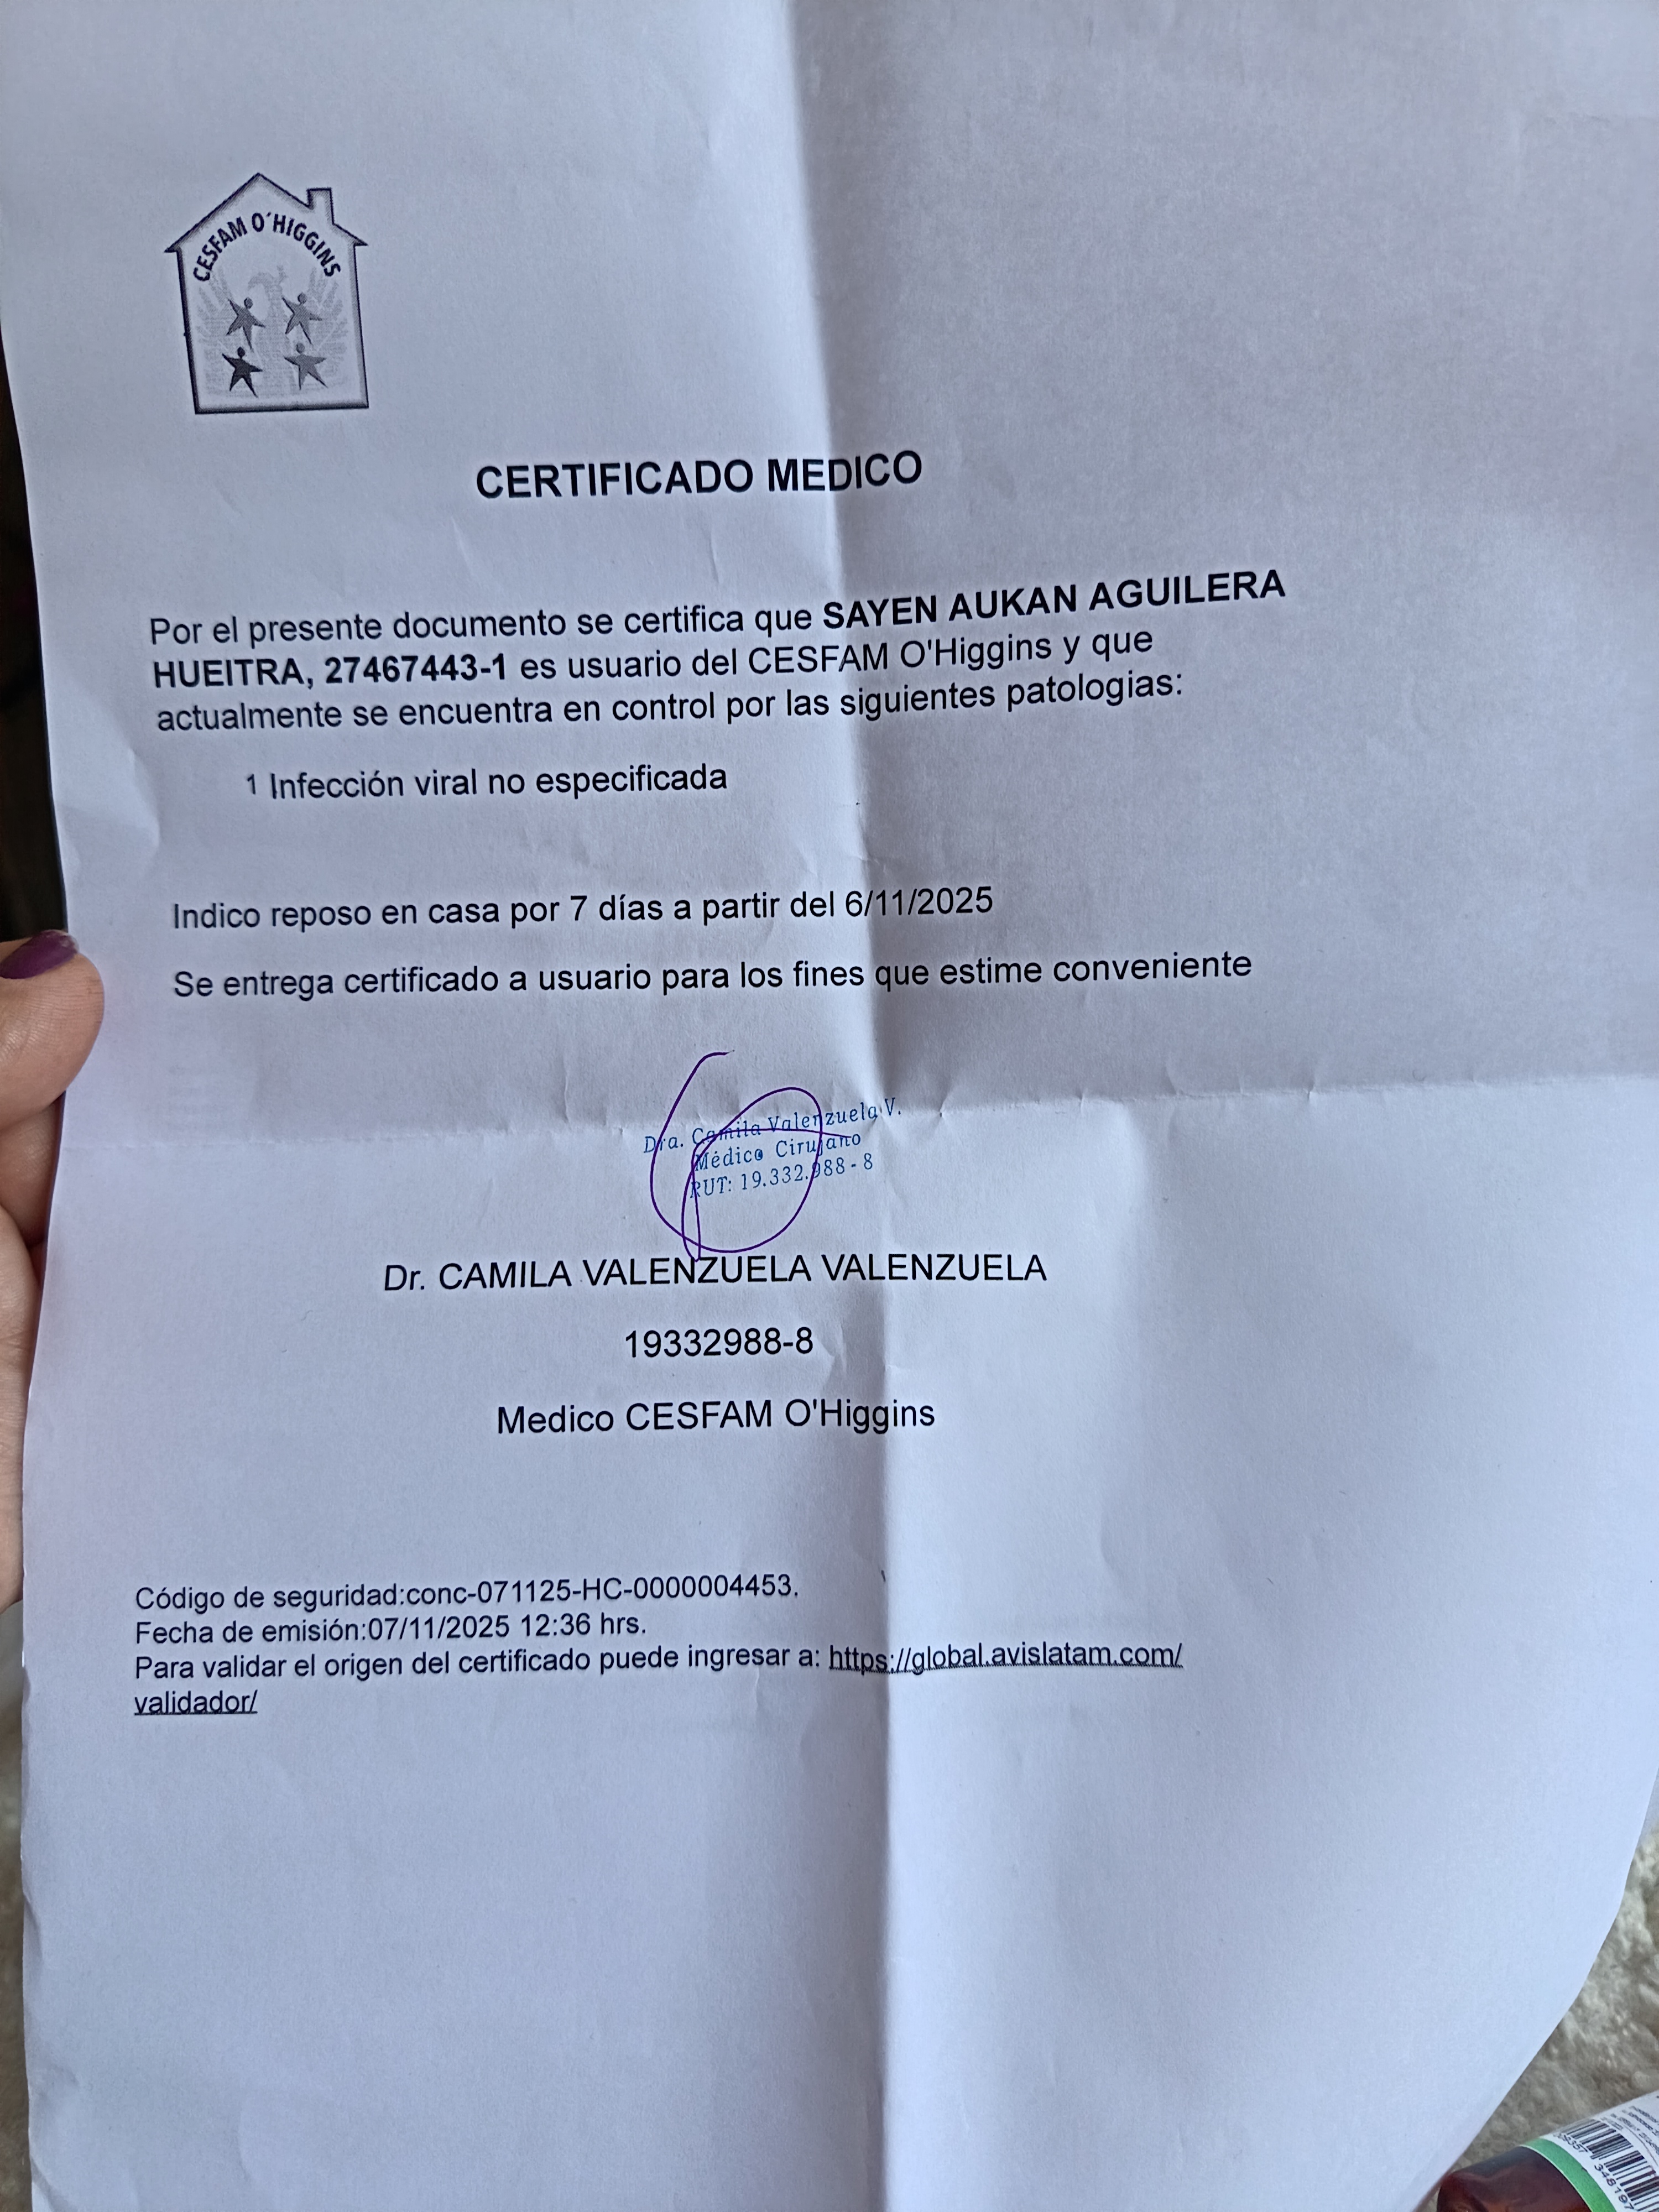 CESFAM O´HIGGINS
CERTIFICADO MEDICO
Por el presente documento se certifica que SAYEN AUKAN AGUILERA
HUEITRA, 27467443-1 es usuario del CESFAM O'Higgins y que
actualmente se encuentra en control por las siguientes patologias:
1 Infección viral no especificada
Indico reposo en casa por 7 días a partir del 6/11/2025
Se entrega certificado a usuario para los fines que estime conveniente
Dra. Camila Valenzuela V.
Médico Cirujano
RUT: 19.332.988-8
Dr. CAMILA VALENZUELA VALENZUELA
19332988-8
Medico CESFAM O'Higgins
Código de seguridad:conc-071125-HC-0000004453.
Fecha de emisión:07/11/2025 12:36 hrs.
Para validar el origen del certificado puede ingresar a: https://global.avislatam.com/
validador/